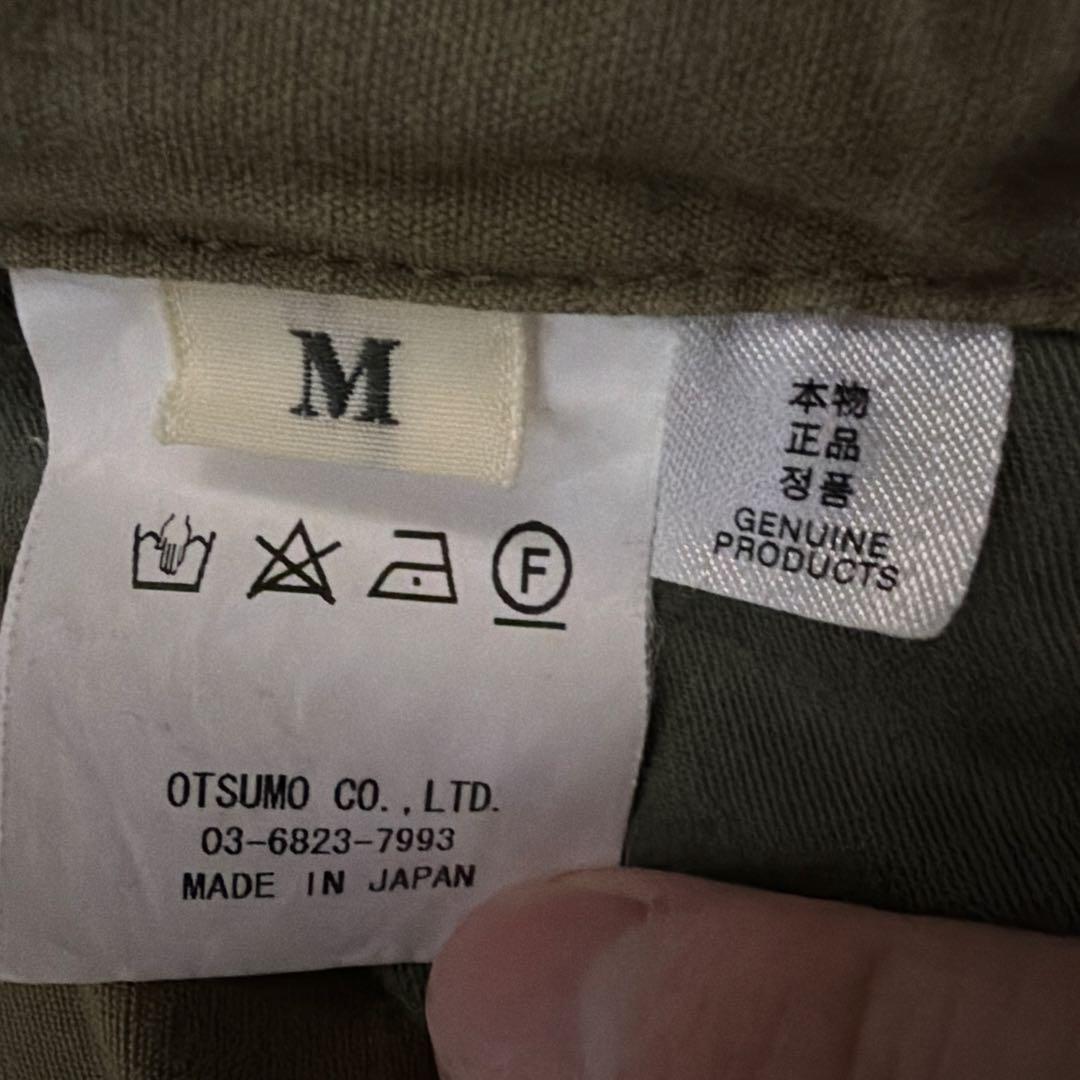 M
本物
正品
정품
GENUINE
PRODUCTS
F
OTSUMO CO.,LTD.
03-6823-7993
MADE IN JAPAN